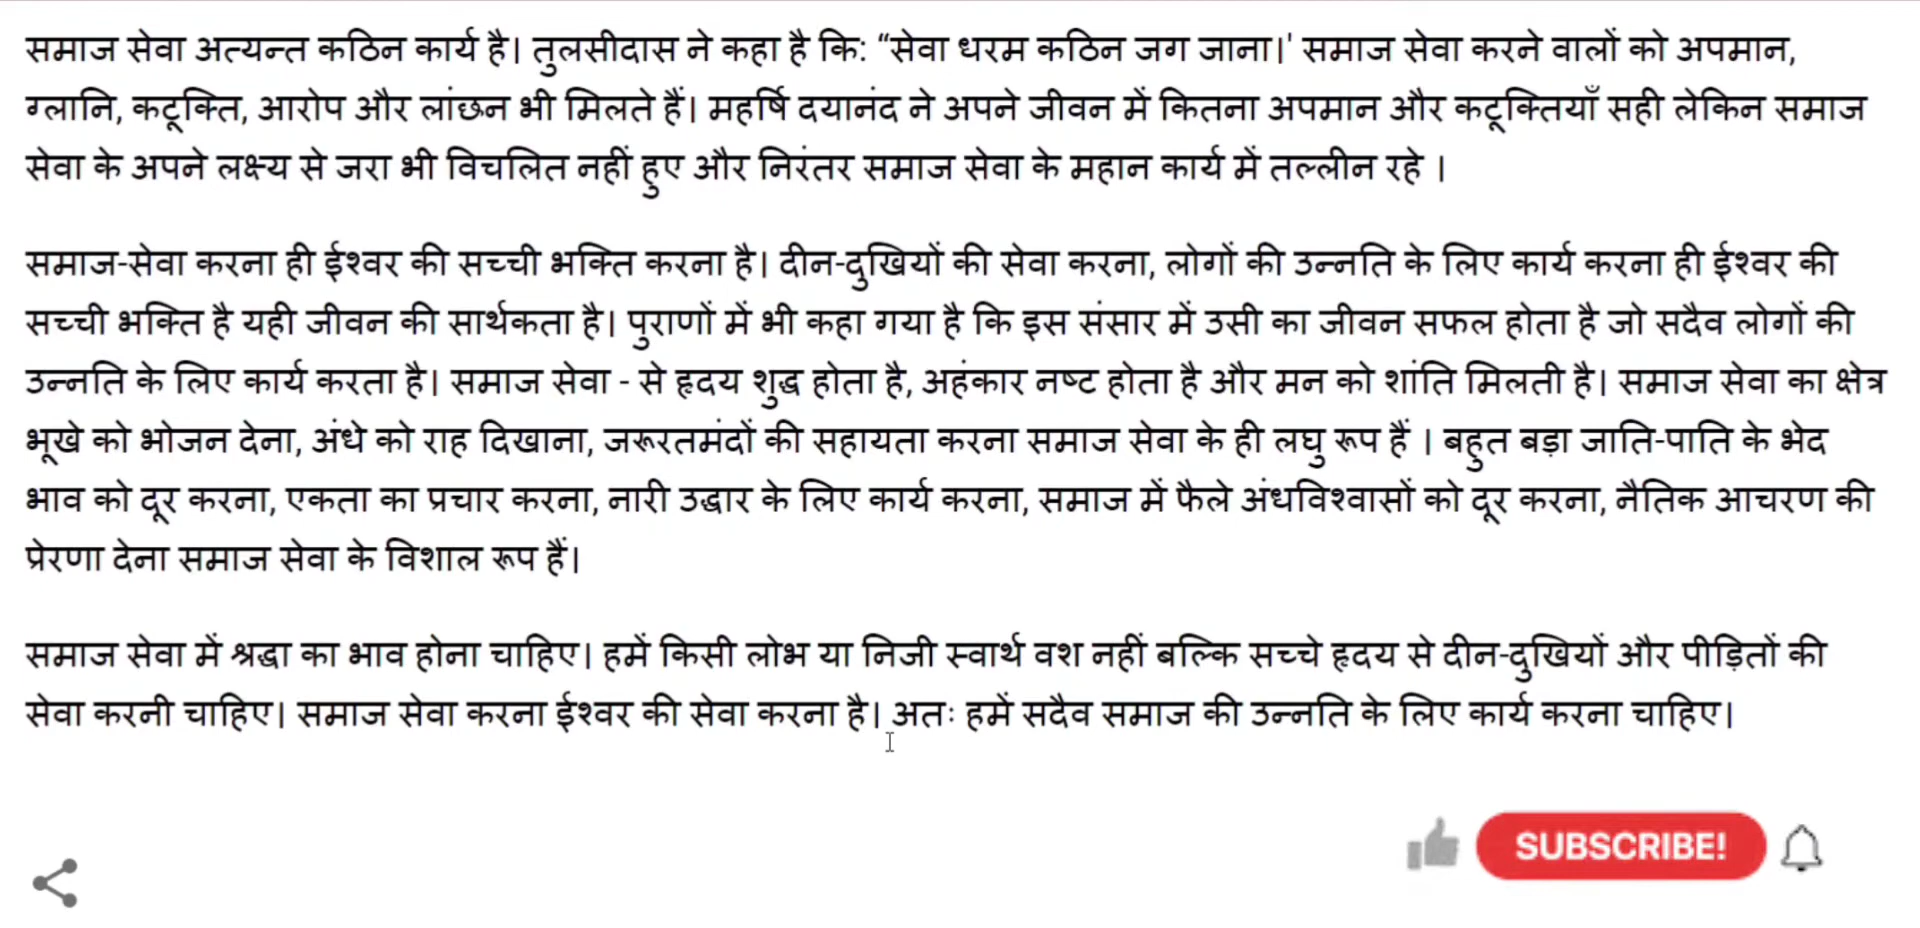 समाज सेवा अत्यन्त कठिन कार्य है। तुलसीदास ने कहा है कि: “सेवा धरम कठिन जग जाना।' समाज सेवा करने वालों को अपमान,
ग्लानि, कटूक्ति, आरोप और लांछन भी मिलते हैं। महर्षि दयानंद ने अपने जीवन में कितना अपमान और कटूक्तियाँ सही लेकिन समाज
सेवा के अपने लक्ष्य से जरा भी विचलित नहीं हुए और निरंतर समाज सेवा के महान कार्य में तल्लीन रहे ।
समाज-सेवा करना ही ईश्वर की सच्ची भक्ति करना है। दीन-दुखियों की सेवा करना, लोगों की उन्नति के लिए कार्य करना ही ईश्वर की
सच्ची भक्ति है यही जीवन की सार्थकता है। पुराणों में भी कहा गया है कि इस संसार में उसी का जीवन सफल होता है जो सदैव लोगों की
उन्नति के लिए कार्य करता है। समाज सेवा - से हृदय शुद्ध होता है, अहंकार नष्ट होता है और मन को शांति मिलती है। समाज सेवा का क्षेत्र
भूखे को भोजन देना, अंधे को राह दिखाना, जरूरतमंदों की सहायता करना समाज सेवा के ही लघु रूप हैं । बहुत बड़ा जाति-पाति के भेद
भाव को दूर करना, एकता का प्रचार करना, नारी उद्धार के लिए कार्य करना, समाज में फैले अंधविश्वासों को दूर करना, नैतिक आचरण की
प्रेरणा देना समाज सेवा के विशाल रूप हैं।
समाज सेवा में श्रद्धा का भाव होना चाहिए। हमें किसी लोभ या निजी स्वार्थ वश नहीं बल्कि सच्चे हृदय से दीन-दुखियों और पीड़ितों की
सेवा करनी चाहिए। समाज सेवा करना ईश्वर की सेवा करना है। अतः हमें सदैव समाज की उन्नति के लिए कार्य करना चाहिए।
SUBSCRIBE!